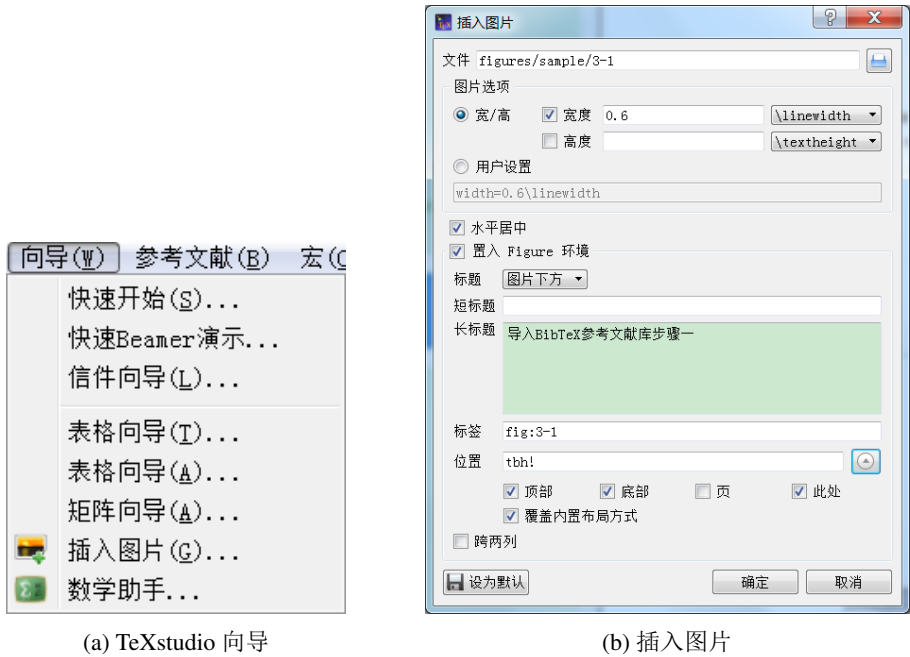 向导(W) 参考文献(B) 宏(
快速开始(S)...
快速Beamer演示...
信件向导(L)...
表格向导(T)...
表格向导(A)...
矩阵向导(A)...
插入图片(G)...
数学助手...
(a) TeXstudio 向导
插入图片
文件 figures/sample/3-1
图片选项
宽/高 宽度 0.6 \linewidth
高度 \textheight
用户设置
width=0.6\linewidth
水平居中
置入 Figure 环境
标题 图片下方
短标题
长标题 导入BibTeX参考文献库步骤一
标签 fig:3-1
位置 tbh!
顶部 底部 页 此处
覆盖内置布局方式
跨两列
设为默认 确定 取消
(b) 插入图片